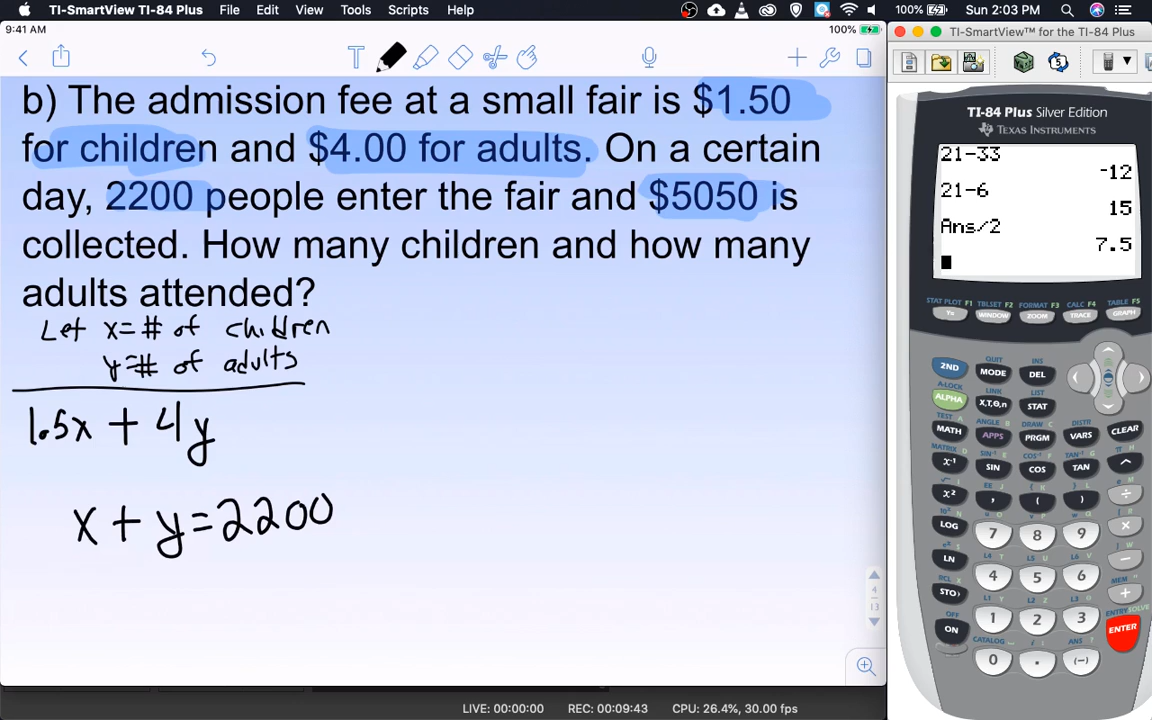 TI-SmartView TI-84 Plus File Edit View Tools Scripts Help 100% Sun 2:03 PM
9:41 AM 100%
TI-SmartView™ for the TI-84 Plus
b) The admission fee at a small fair is $1.50
for children and $4.00 for adults. On a certain
day, 2200 people enter the fair and $5050 is
collected. How many children and how many
adults attended?
Let x=# of children
y=# of adults
1.5x + 4y
x + y=2200
4
13
LIVE: 00:00:00 REC: 00:09:43 CPU: 26.4%, 30.00 fps
TI-84 Plus Silver Edition
TEXAS INSTRUMENTS
21-33
-12
21-6
15
Ans/2
7.5
STAT PLOT F1 TBLSET F2 FORMAT F3 CALC F4 TABLE F5
Y= WINDOW ZOOM TRACE GRAPH
QUIT INS
2ND MODE DEL
A-LOCK LINK LIST
ALPHA X,T,Θ,n STAT
TEST A ANGLE B DRAW C DISTR
MATH APPS PRGM VARS CLEAR
MATRIX D SIN⁻¹ E COS⁻¹ F TAN⁻¹ G π H
x⁻¹ SIN COS TAN ^
x² , ( ) ÷
LOG 7 8 9 ×
LN 4 5 6 −
RCL X L1 Y L2 Z L3 MEM "
STO▸ 1 2 3 +
OFF CATALOG ANS ? ENTRY SOLVE
ON 0 . (−) ENTER